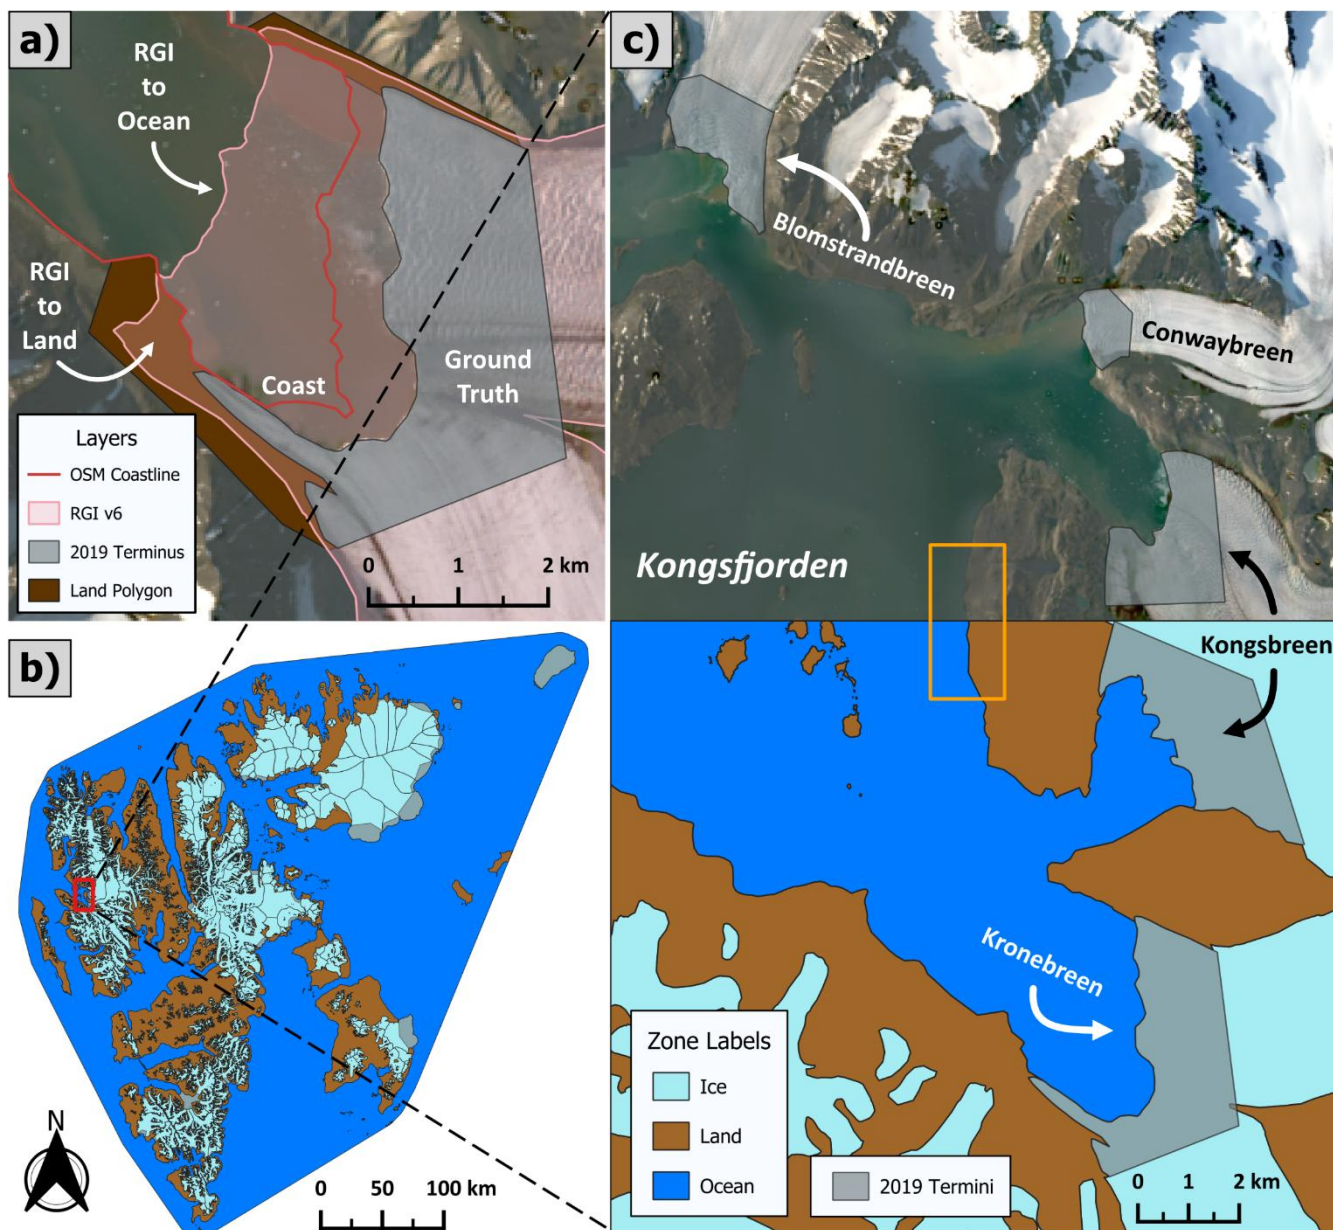 a)
RGI
to
Ocean
RGI
to
Land
Coast
Ground
Truth
Layers
OSM Coastline
RGI v6
2019 Terminus
Land Polygon
0 1 2 km
b)
N
0 50 100 km
c)
Blomstrandbreen
Conwaybreen
Kongsfjorden
Kongsbreen
Kronebreen
Zone Labels
Ice
Land
Ocean
2019 Termini
0 1 2 km